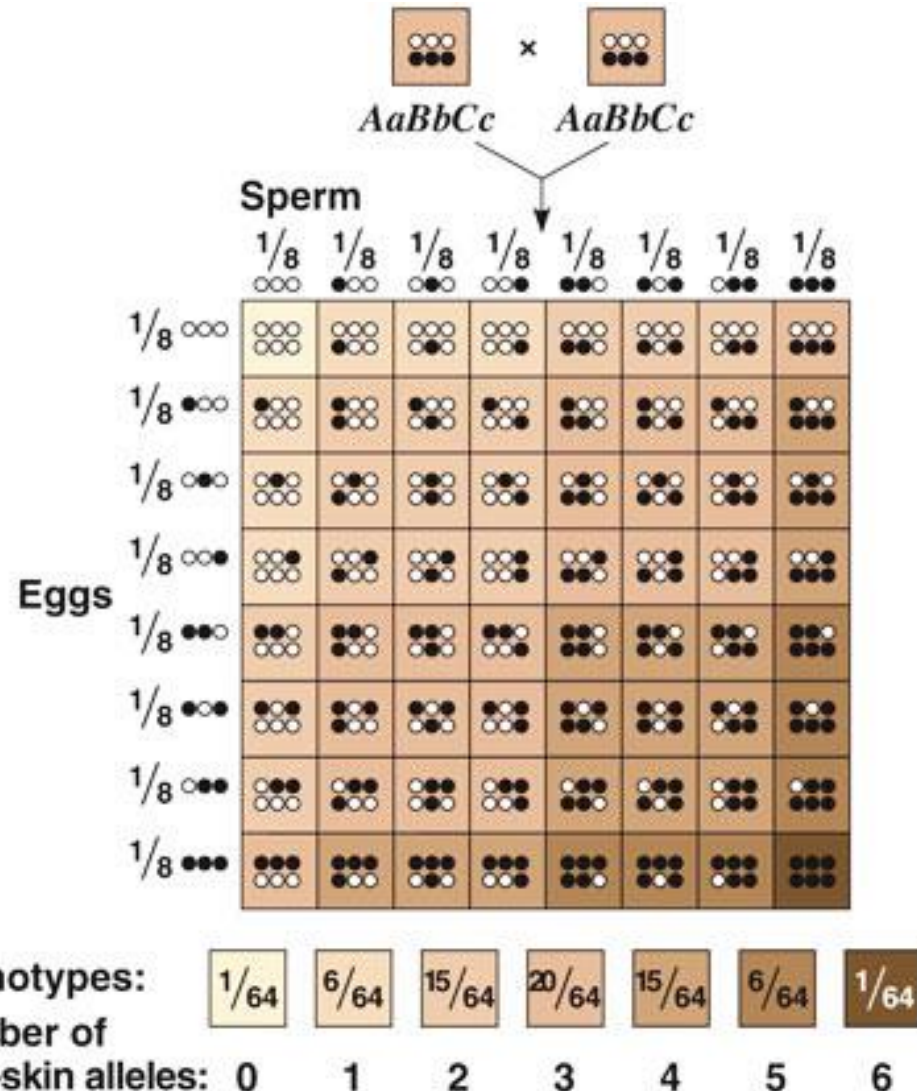 ×
AaBbCc AaBbCc
Sperm
1/8 1/8 1/8 1/8 1/8 1/8 1/8 1/8
1/8
1/8
1/8
1/8
Eggs
1/8
1/8
1/8
1/8
notypes: 1/64 6/64 15/64 20/64 15/64 6/64 1/64
ber of
skin alleles: 0 1 2 3 4 5 6